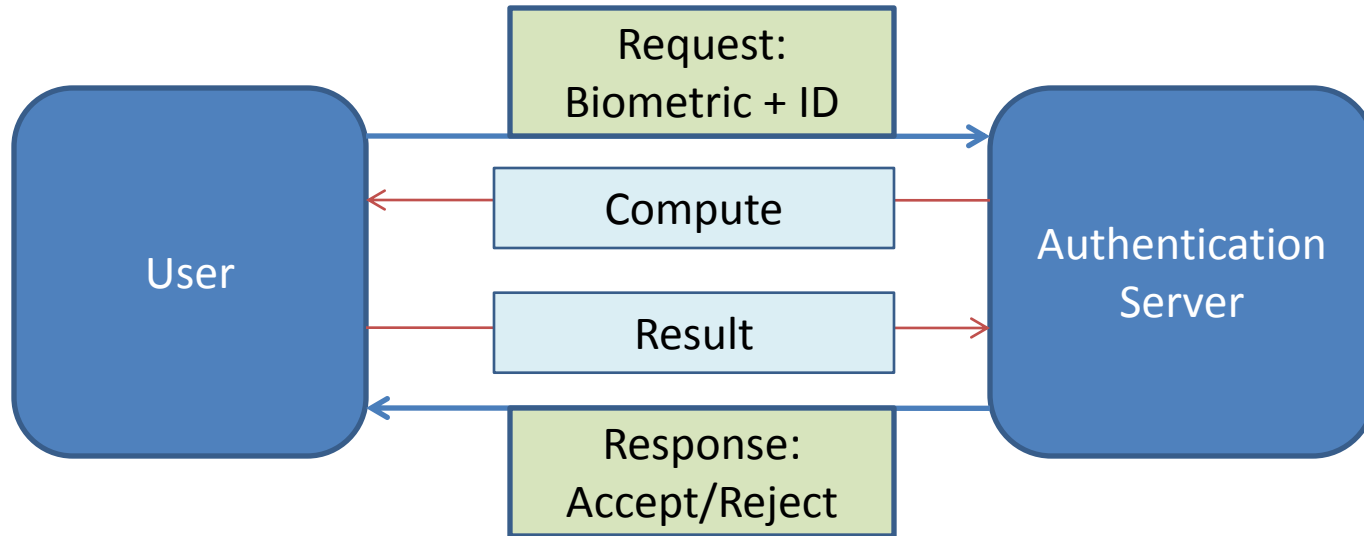 Request:
Biometric + ID
Compute
User
Authentication
Server
Result
Response:
Accept/Reject